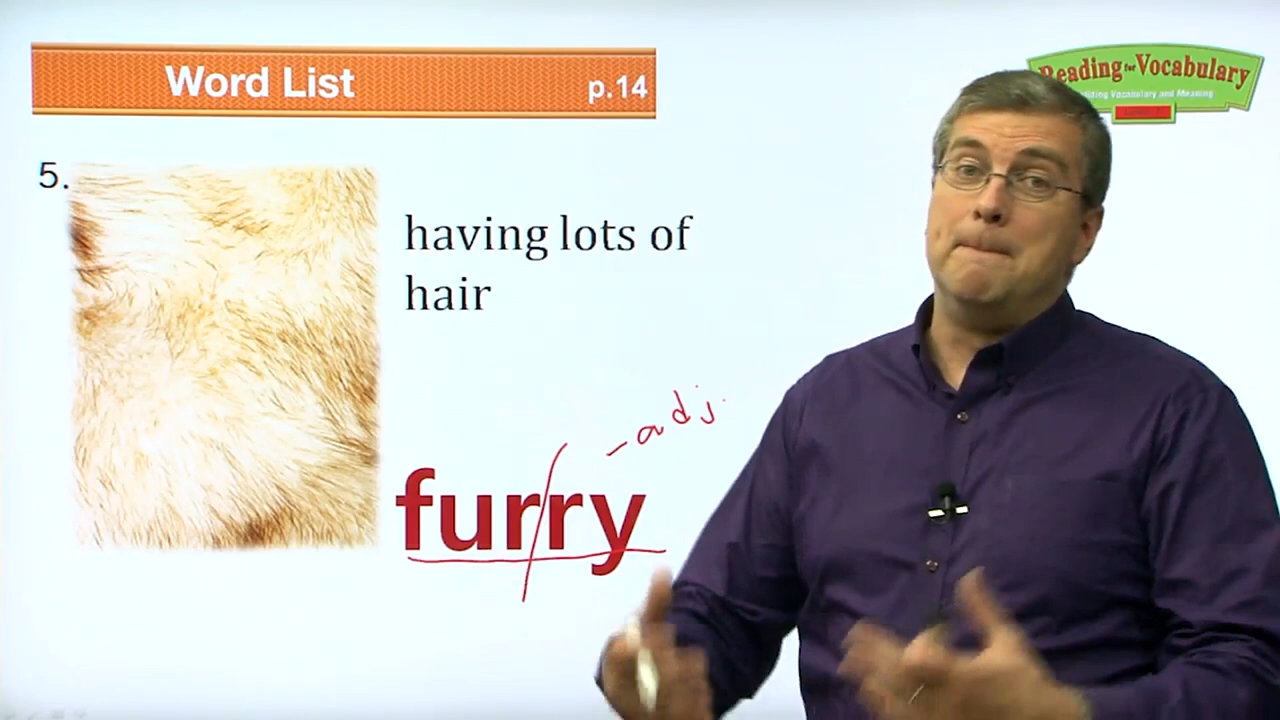 Word List p.14
Reading for Vocabulary
5.
having lots of
hair
- adj.
furry